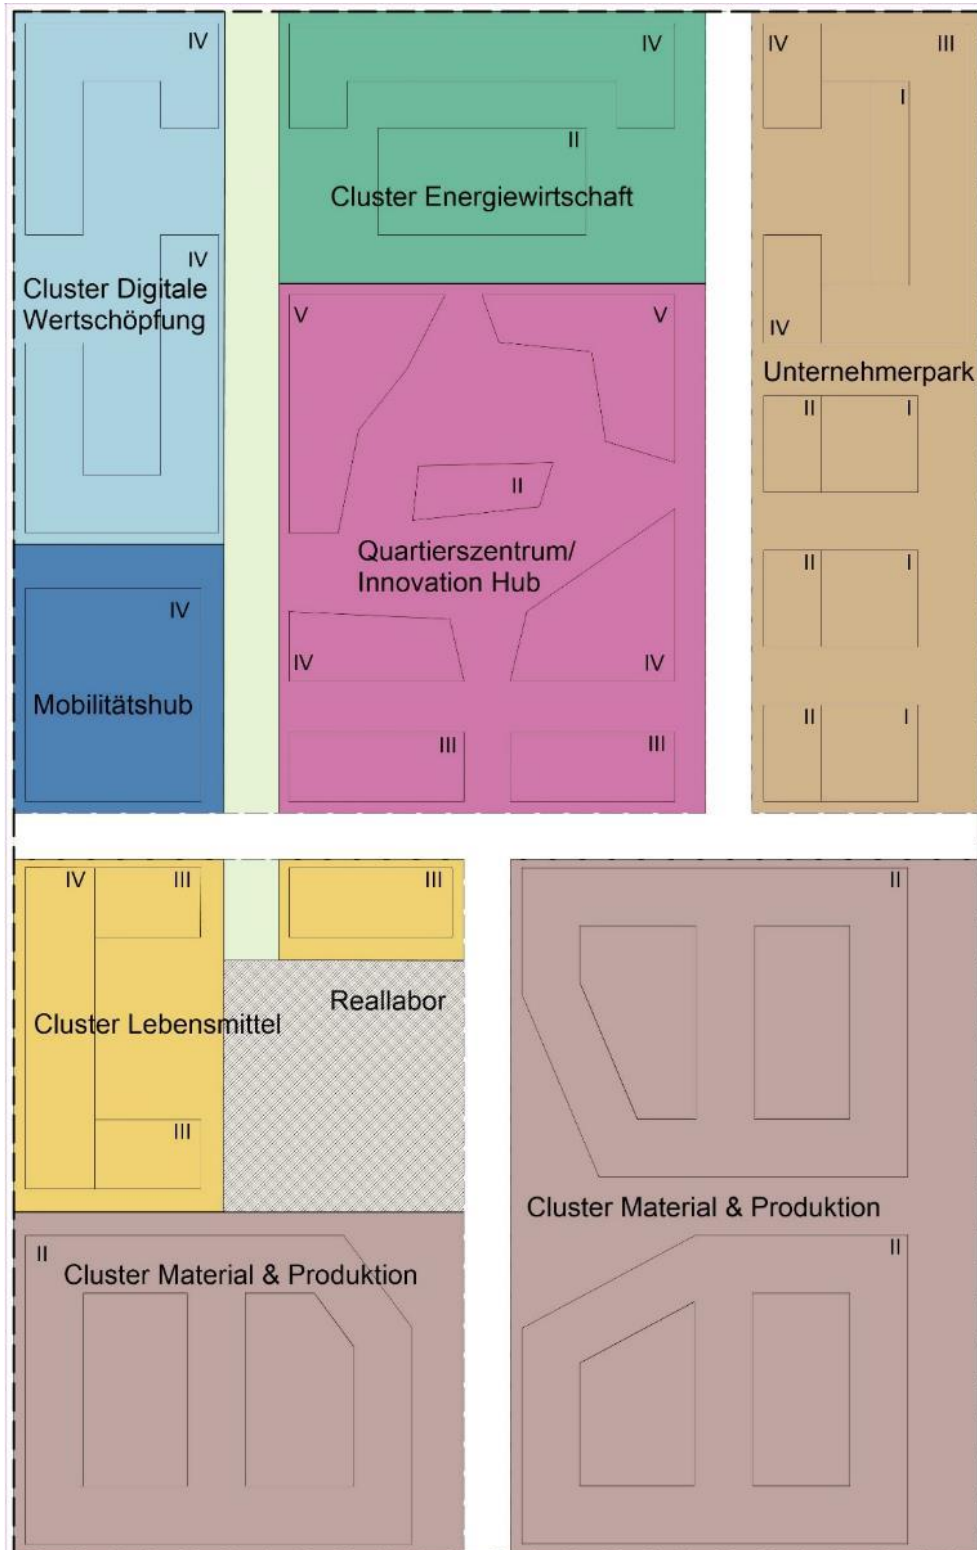 IV
IV
IV
III
I
II
Cluster Energiewirtschaft
IV
Cluster Digitale
Wertschöpfung
V
V
IV
Unternehmerpark
II
I
II
Quartierszentrum/
Innovation Hub
II
I
IV
Mobilitätshub
IV
IV
II
I
III
III
IV
III
III
II
Reallabor
Cluster Lebensmittel
III
Cluster Material & Produktion
II
Cluster Material & Produktion
II